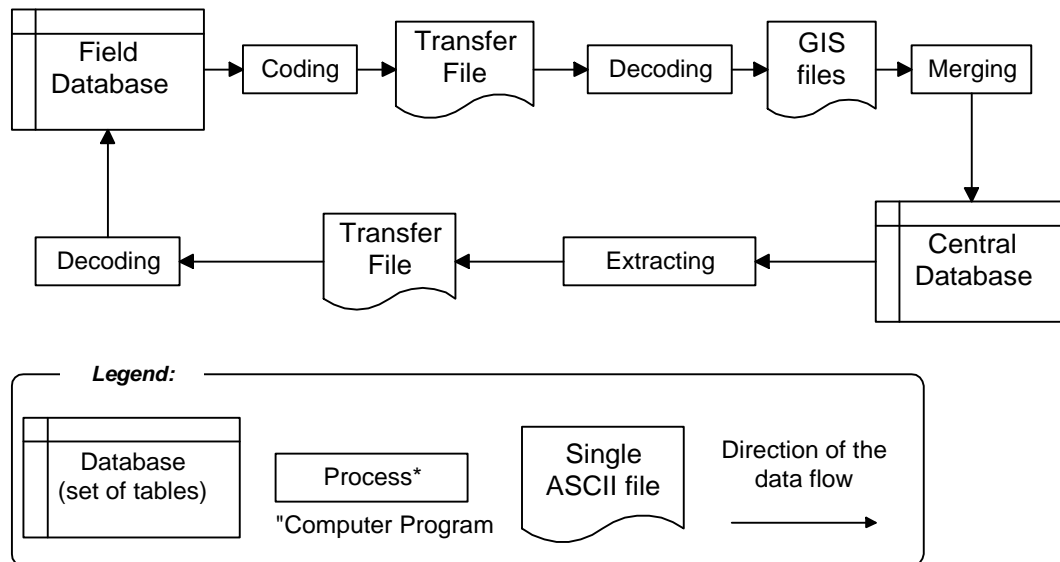 Field
Database
Coding
Transfer
File
Decoding
GIS
files
Merging
Decoding
Transfer
File
Extracting
Central
Database
Legend:
Database
(set of tables)
Process*
"Computer Program
Single
ASCII file
Direction of the
data flow